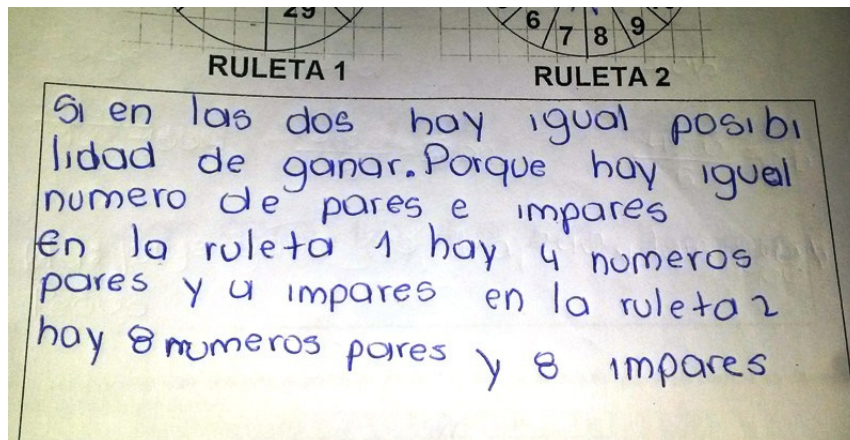 29
6 7 8 9
RULETA 1
RULETA 2
Si en las dos hay igual posibi
lidad de ganar. Porque hay igual
numero de pares e impares
en la ruleta 1 hay 4 numeros
pares y 4 impares en la ruleta 2
hay 8 numeros pares y 8 impares